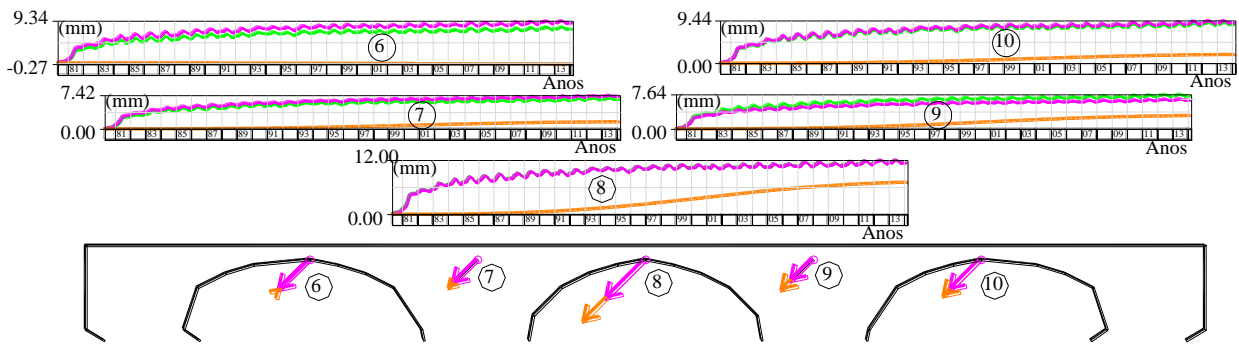 9.34 (mm) 6
-0.27 81 83 85 87 89 91 93 95 97 99 01 03 05 07 09 11 13
Anos
9.44 (mm) 10
0.00 81 83 85 87 89 91 93 95 97 99 01 03 05 07 09 11 13
Anos
7.42 (mm) 7
0.00 81 83 85 87 89 91 93 95 97 99 01 03 05 07 09 11 13
Anos
7.64 (mm) 9
0.00 81 83 85 87 89 91 93 95 97 99 01 03 05 07 09 11 13
Anos
12.00 (mm) 8
0.00 81 83 85 87 89 91 93 95 97 99 01 03 05 07 09 11 13
Anos
6 7 8 9 10